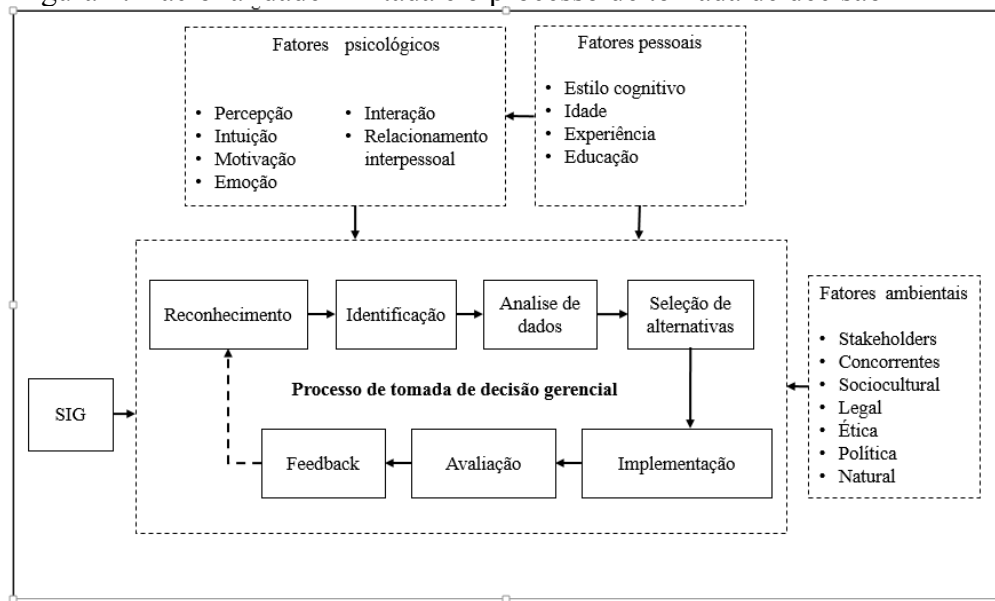 Fatores psicológicos
• Percepção
• Intuição
• Motivação
• Emoção
• Interação
• Relacionamento
interpessoal
Fatores pessoais
• Estilo cognitivo
• Idade
• Experiência
• Educação
Reconhecimento
Identificação
Analise de
dados
Seleção de
alternativas
Fatores ambientais
• Stakeholders
• Concorrentes
• Sociocultural
• Legal
• Ética
• Política
• Natural
SIG
Processo de tomada de decisão gerencial
Feedback
Avaliação
Implementação